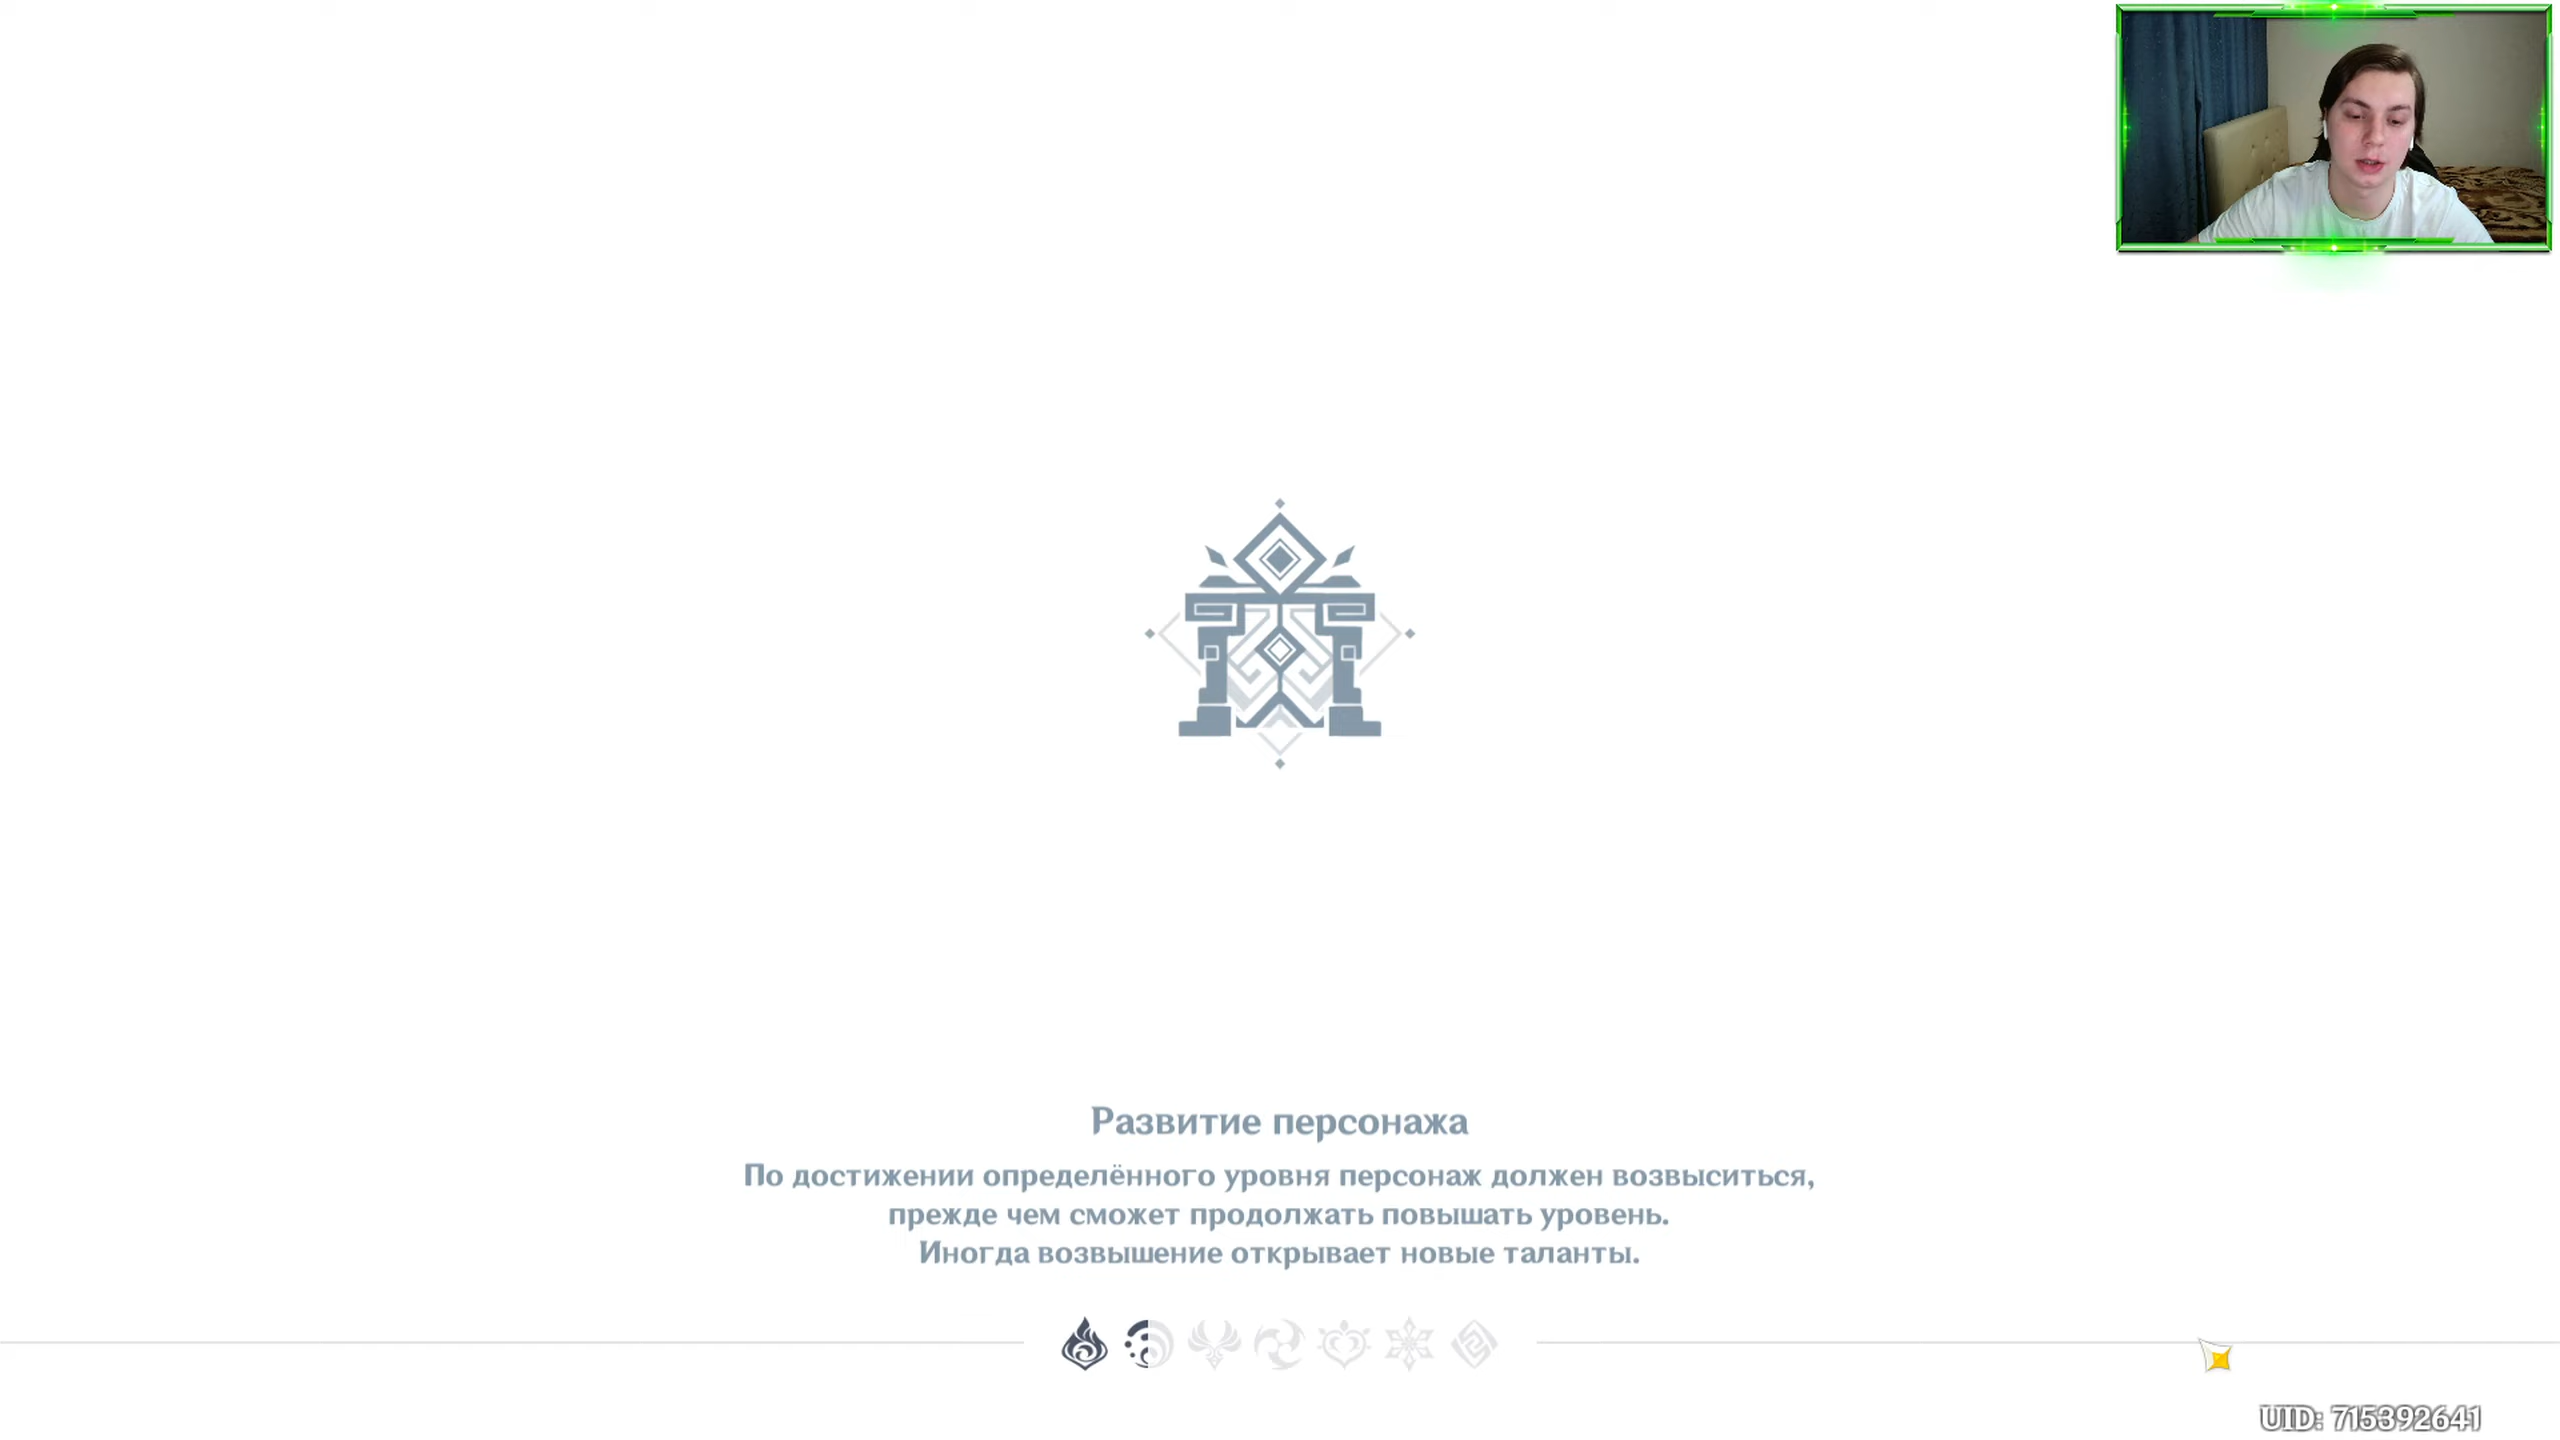 Развитие персонажа
По достижении определённого уровня персонаж должен возвыситься,
прежде чем сможет продолжать повышать уровень.
Иногда возвышение открывает новые таланты.
UID: 715392641